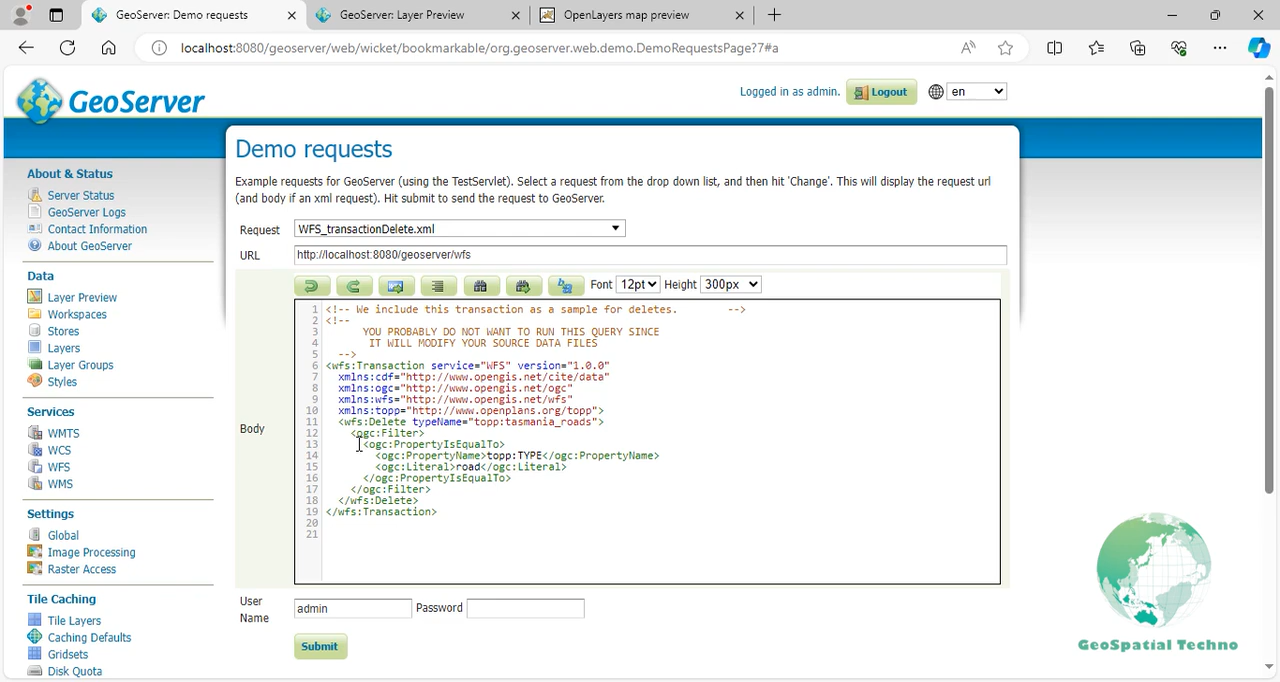 GeoServer: Demo requests
GeoServer: Layer Preview
OpenLayers map preview
localhost:8080/geoserver/web/wicket/bookmarkable/org.geoserver.web.demo.DemoRequestsPage?7#a
GeoServer
Logged in as admin.
Logout
en
About & Status
Server Status
GeoServer Logs
Contact Information
About GeoServer
Data
Layer Preview
Workspaces
Stores
Layers
Layer Groups
Styles
Services
WMTS
WCS
WFS
WMS
Settings
Global
Image Processing
Raster Access
Tile Caching
Tile Layers
Caching Defaults
Gridsets
Disk Quota
Demo requests
Example requests for GeoServer (using the TestServlet). Select a request from the drop down list, and then hit 'Change'. This will display the request url
(and body if an xml request). Hit submit to send the request to GeoServer.
Request WFS_transactionDelete.xml
URL http://localhost:8080/geoserver/wfs
Font 12pt Height 300px
Body
1 <!-- We include this transaction as a sample for deletes. -->
2 <!--
3 YOU PROBABLY DO NOT WANT TO RUN THIS QUERY SINCE
4 IT WILL MODIFY YOUR SOURCE DATA FILES
5 -->
6 <wfs:Transaction service="WFS" version="1.0.0"
7 xmlns:cdf="http://www.opengis.net/cite/data"
8 xmlns:ogc="http://www.opengis.net/ogc"
9 xmlns:wfs="http://www.opengis.net/wfs"
10 xmlns:topp="http://www.openplans.org/topp">
11 <wfs:Delete typeName="topp:tasmania_roads">
12 <ogc:Filter>
13 <ogc:PropertyIsEqualTo>
14 <ogc:PropertyName>topp:TYPE</ogc:PropertyName>
15 <ogc:Literal>road</ogc:Literal>
16 </ogc:PropertyIsEqualTo>
17 </ogc:Filter>
18 </wfs:Delete>
19 </wfs:Transaction>
20
21
User Name admin Password
Submit
GeoSpatial Techno